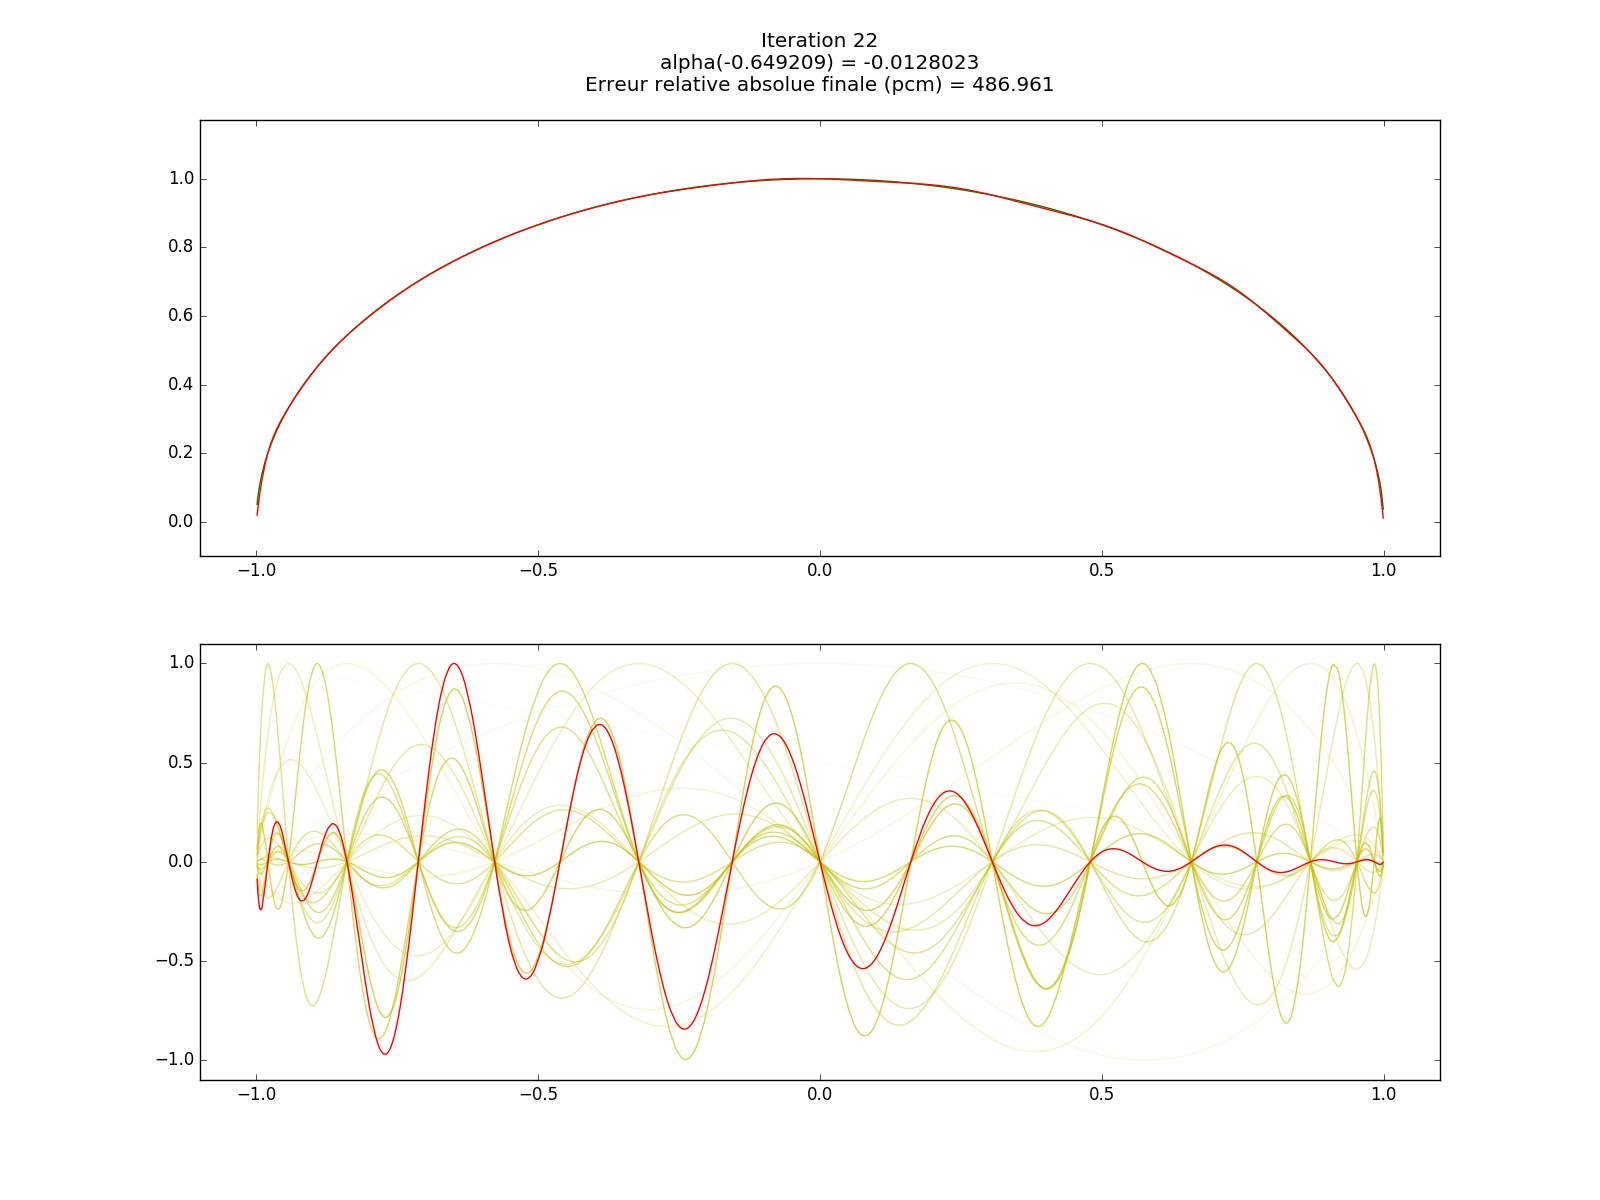 Iteration 22
alpha(-0.649209) = -0.0128023
Erreur relative absolue finale (pcm) = 486.961
1.0
0.8
0.6
0.4
0.2
0.0
−1.0 −0.5 0.0 0.5 1.0
1.0
0.5
0.0
−0.5
−1.0
−1.0 −0.5 0.0 0.5 1.0